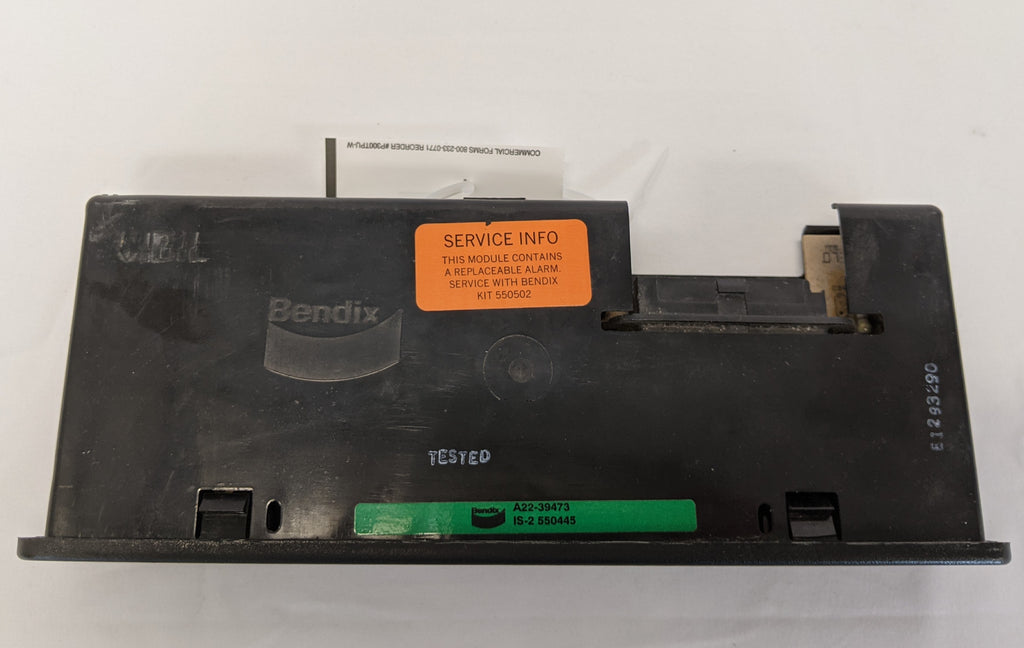 COMMERCIAL FORMS 800-233-0771 REORDER #P300TPU-W
SERVICE INFO
THIS MODULE CONTAINS
A REPLACEABLE ALARM.
SERVICE WITH BENDIX
KIT 550502
Bendix
TESTED
E1293290
Bendix
A22-39473
IS-2 550445